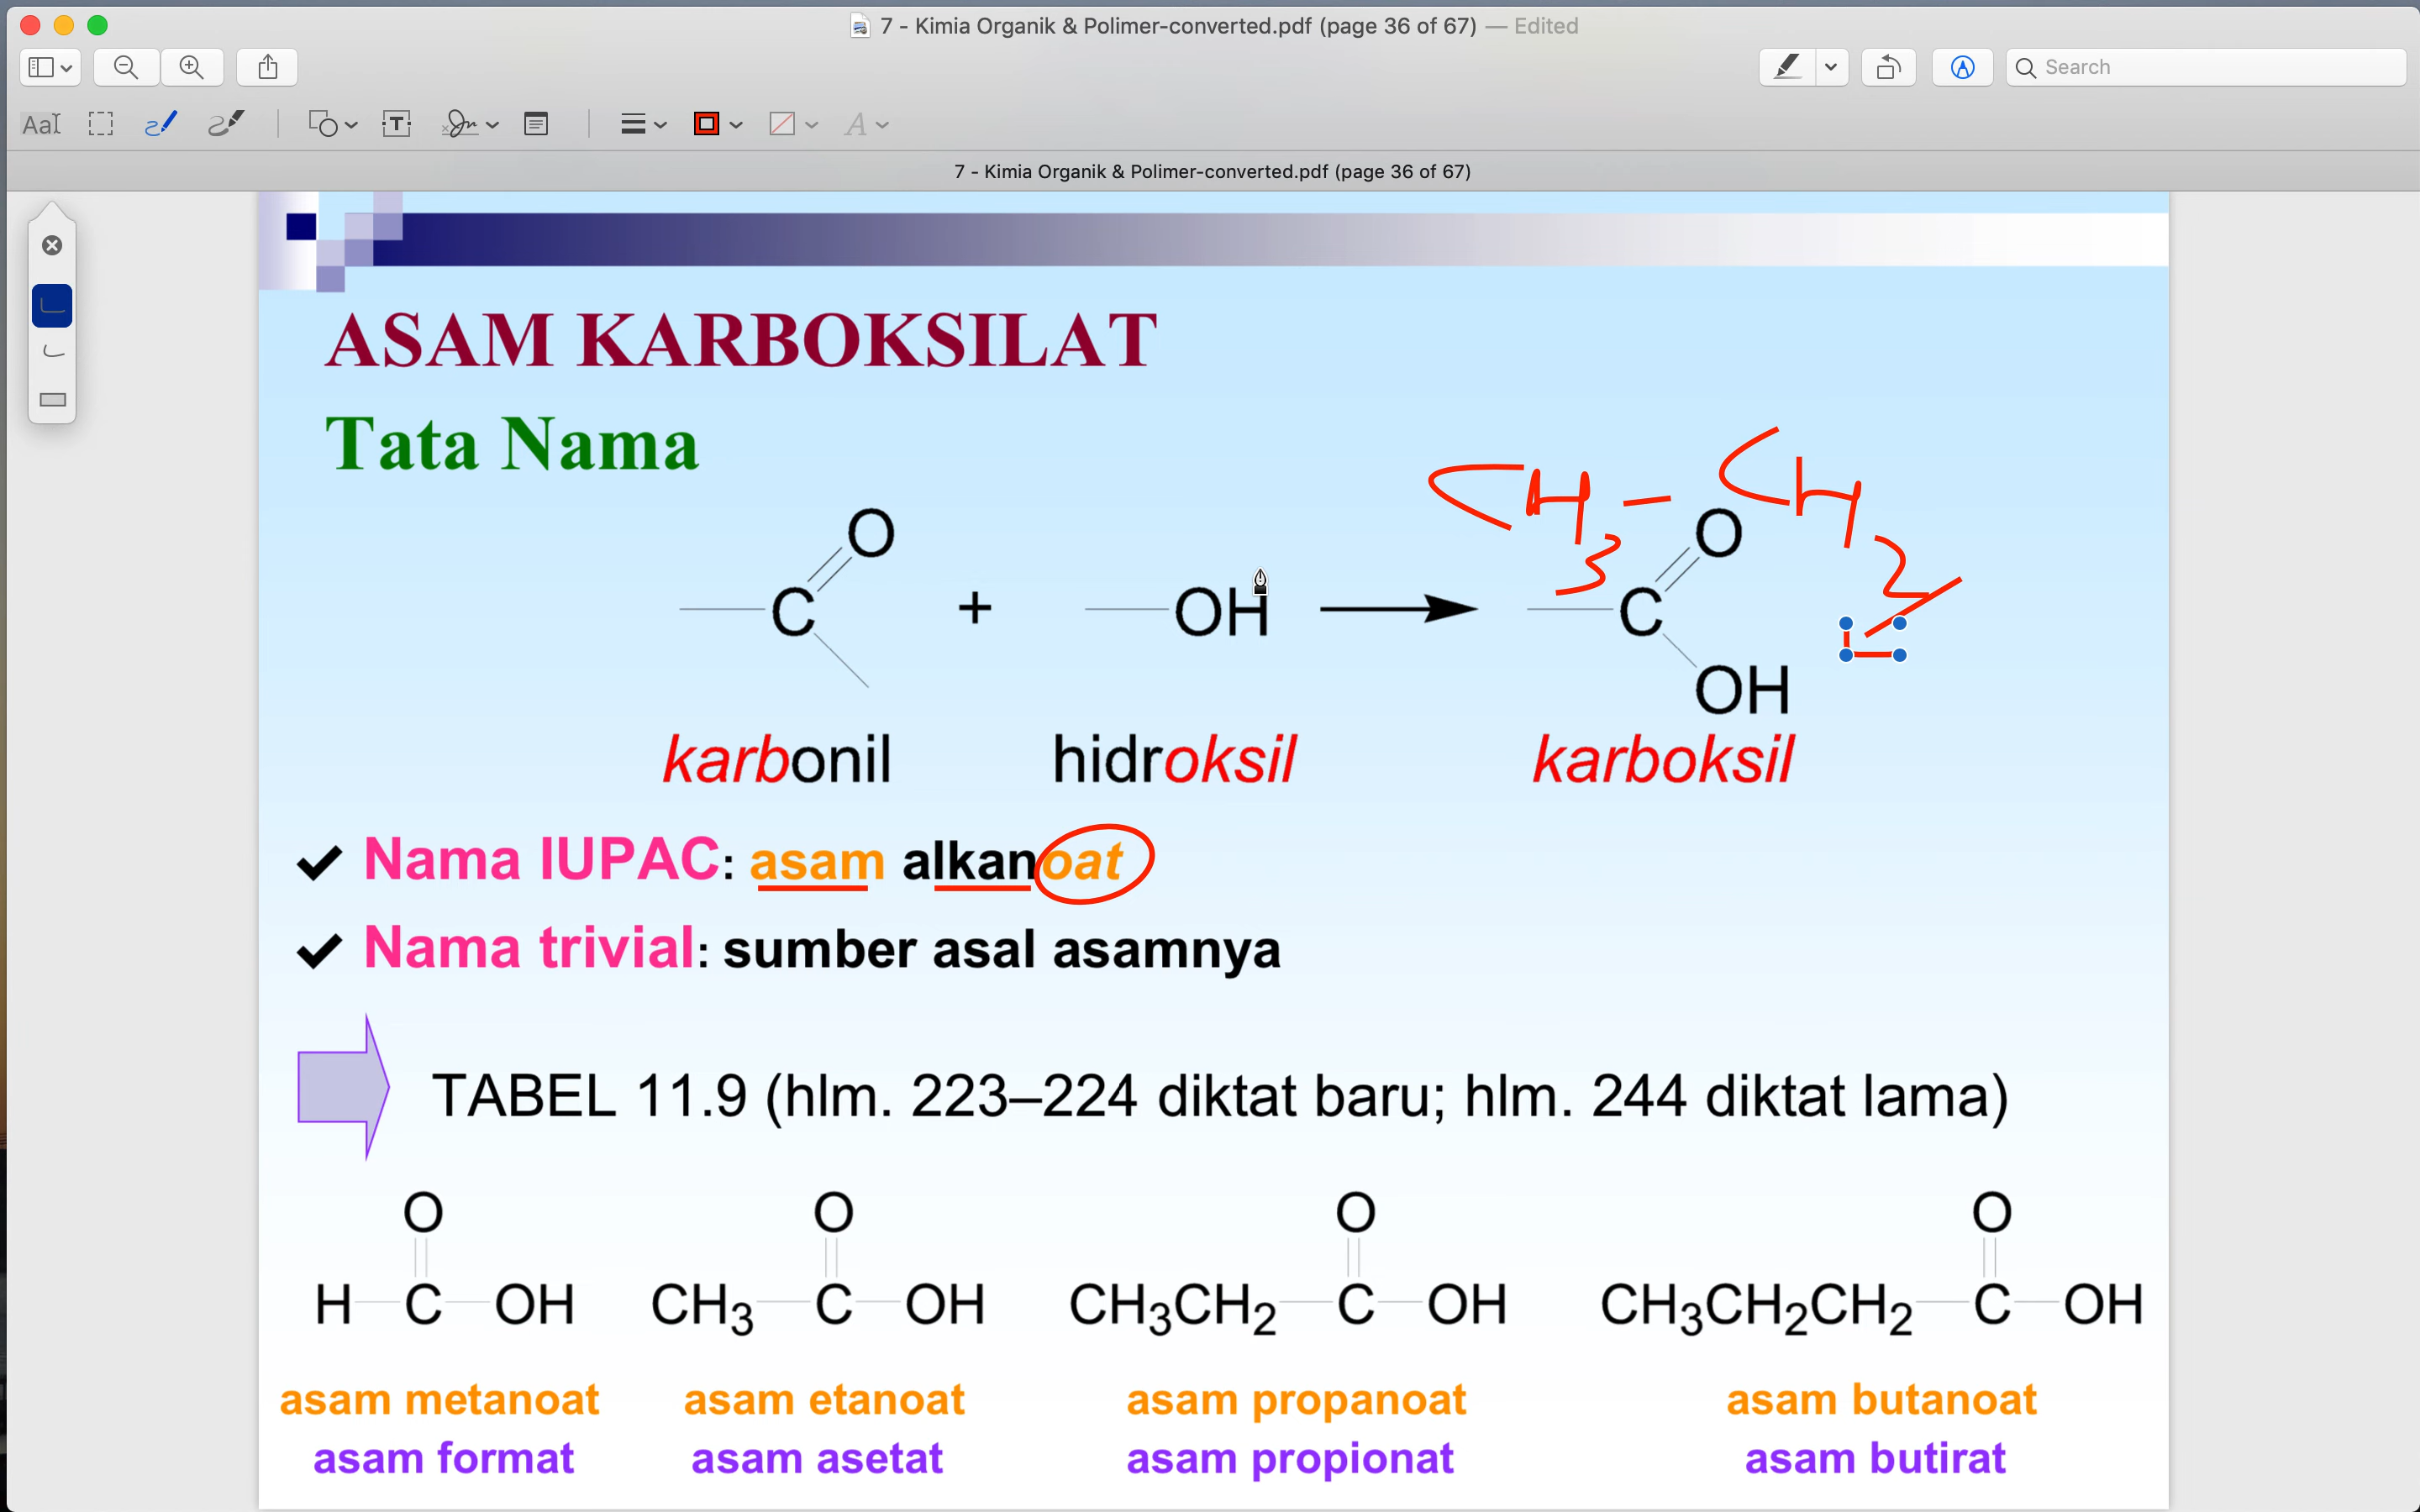 7 - Kimia Organik & Polimer-converted.pdf (page 36 of 67) — Edited
Search
AaI
T
A
7 - Kimia Organik & Polimer-converted.pdf (page 36 of 67)
ASAM KARBOKSILAT
Tata Nama
CH3 - CH2
O
C
+
OH
O
C
OH
karbonil
hidroksil
karboksil
✓ Nama IUPAC: asam alkanoat
✓ Nama trivial: sumber asal asamnya
TABEL 11.9 (hlm. 223–224 diktat baru; hlm. 244 diktat lama)
O O O O
H C OH CH3 C OH CH3CH2 C OH CH3CH2CH2 C OH
asam metanoat asam etanoat asam propanoat asam butanoat
asam format asam asetat asam propionat asam butirat